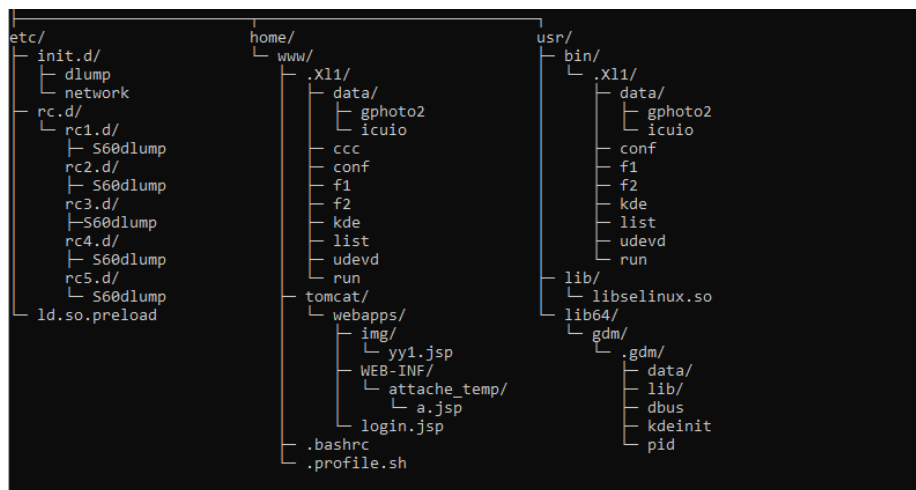 etc/
init.d/
dlump
network
rc.d/
rc1.d/
S60dlump
rc2.d/
S60dlump
rc3.d/
S60dlump
rc4.d/
S60dlump
rc5.d/
S60dlump
ld.so.preload
home/
www/
.Xl1/
data/
gphoto2
icuio
ccc
conf
f1
f2
kde
list
udevd
run
tomcat/
webapps/
img/
yy1.jsp
WEB-INF/
attache_temp/
a.jsp
login.jsp
.bashrc
.profile.sh
usr/
bin/
.Xl1/
data/
gphoto2
icuio
conf
f1
f2
kde
list
udevd
run
lib/
libselinux.so
lib64/
gdm/
.gdm/
data/
lib/
dbus
kdeinit
pid